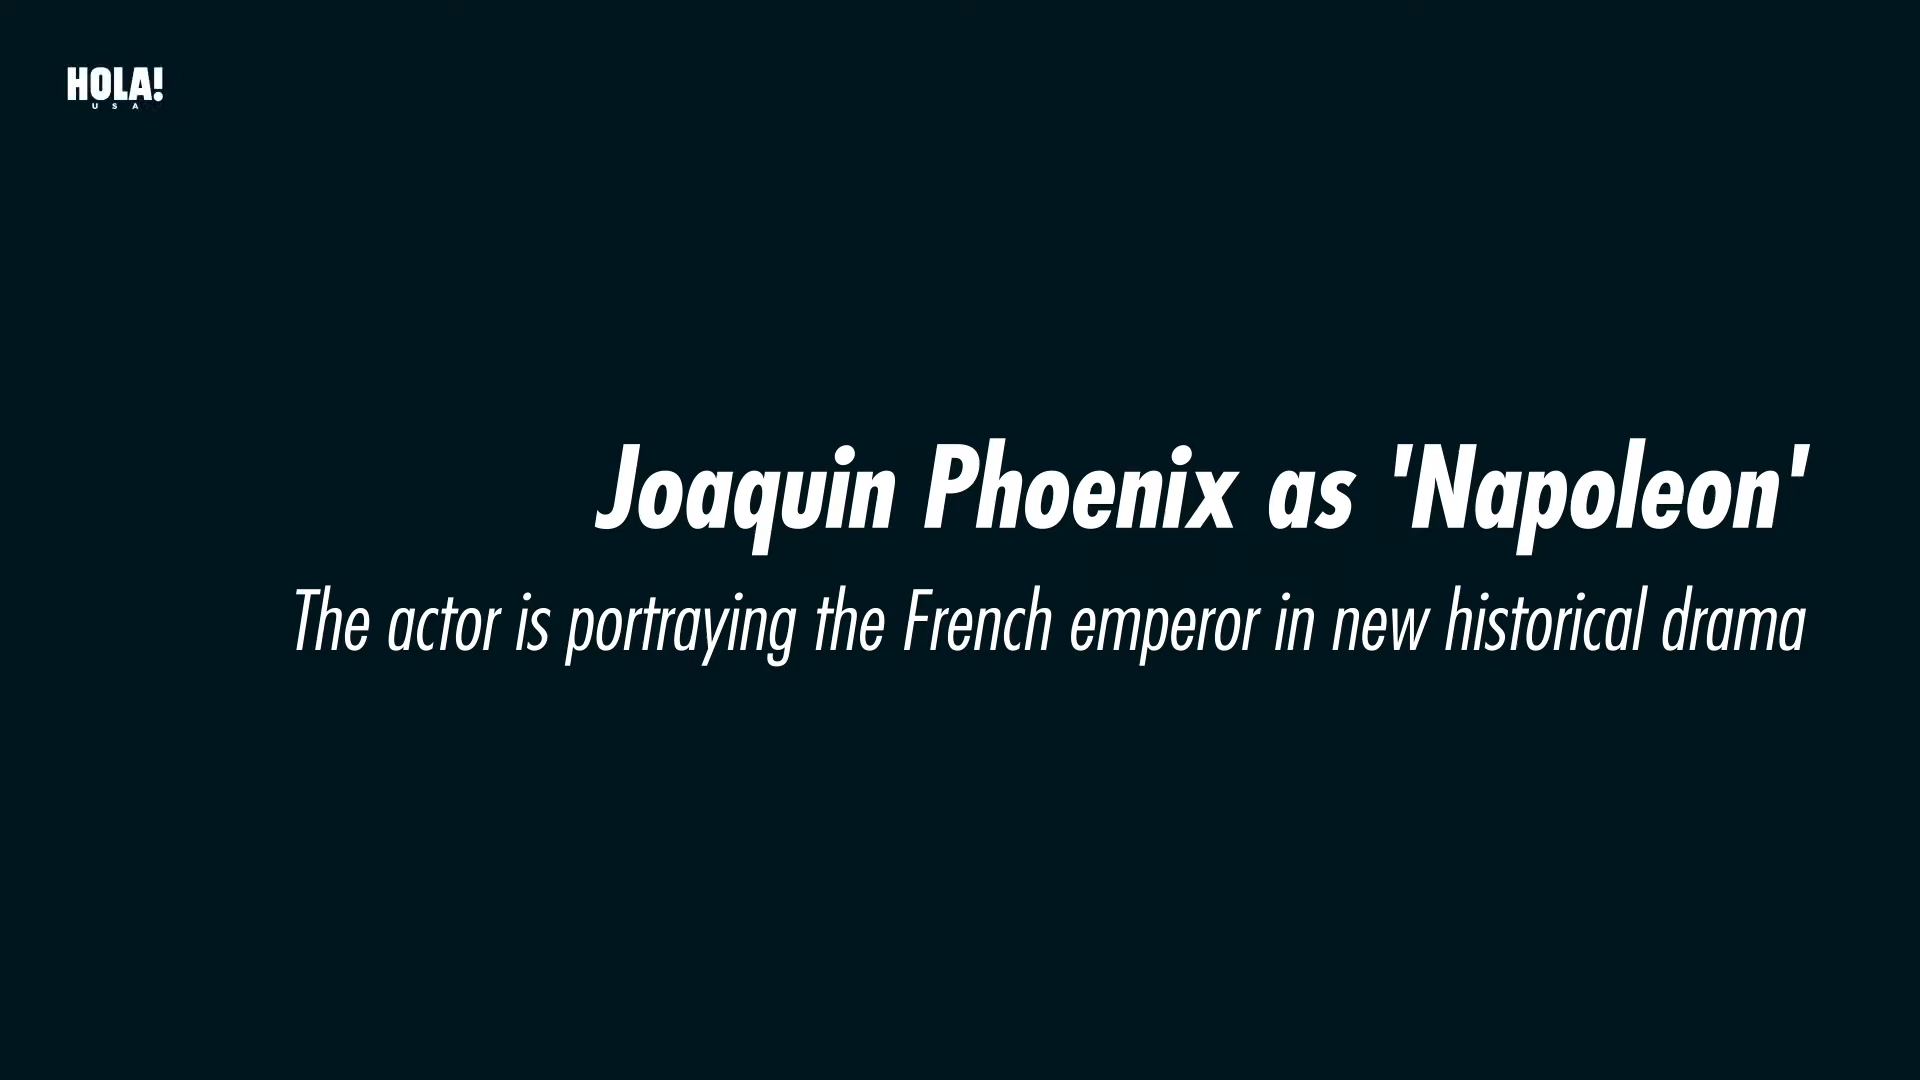 HOLA!
USA
Joaquin Phoenix as 'Napoleon'
The actor is portraying the French emperor in new historical drama